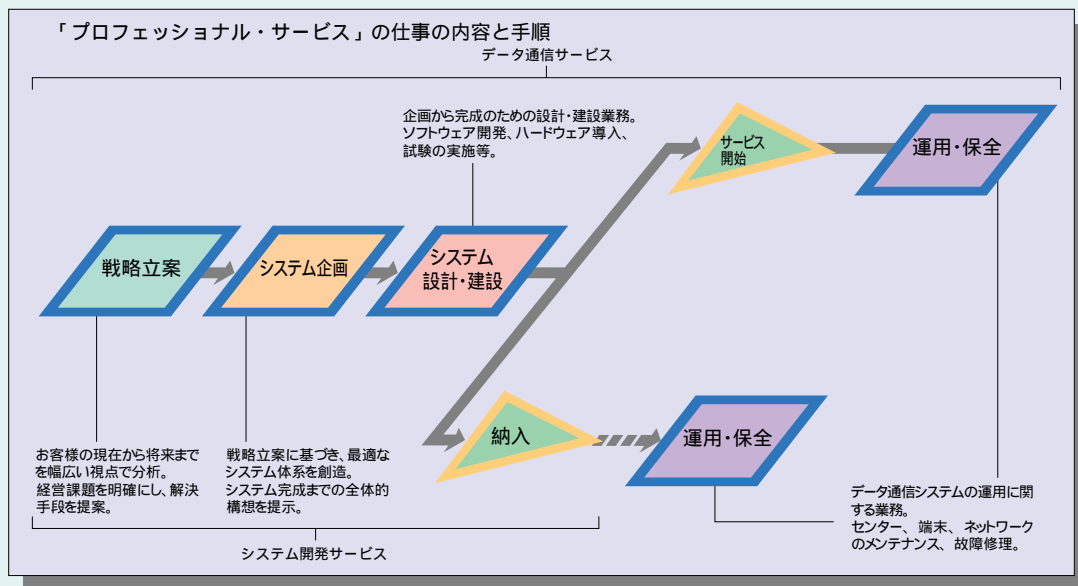 「プロフェッショナル・サービス」の仕事の内容と手順
データ通信サービス
企画から完成のための設計・建設業務。
ソフトウェア開発、ハードウェア導入、
試験の実施等。
サービス
開始
運用・保全
戦略立案
システム企画
システム
設計・建設
納入
運用・保全
お客様の現在から将来まで
を幅広い視点で分析。
経営課題を明確にし、解決
手段を提案。
戦略立案に基づき、最適な
システム体系を創造。
システム完成までの全体的
構想を提示。
データ通信システムの運用に関
する業務。
センター、端末、ネットワーク
のメンテナンス、故障修理。
システム開発サービス